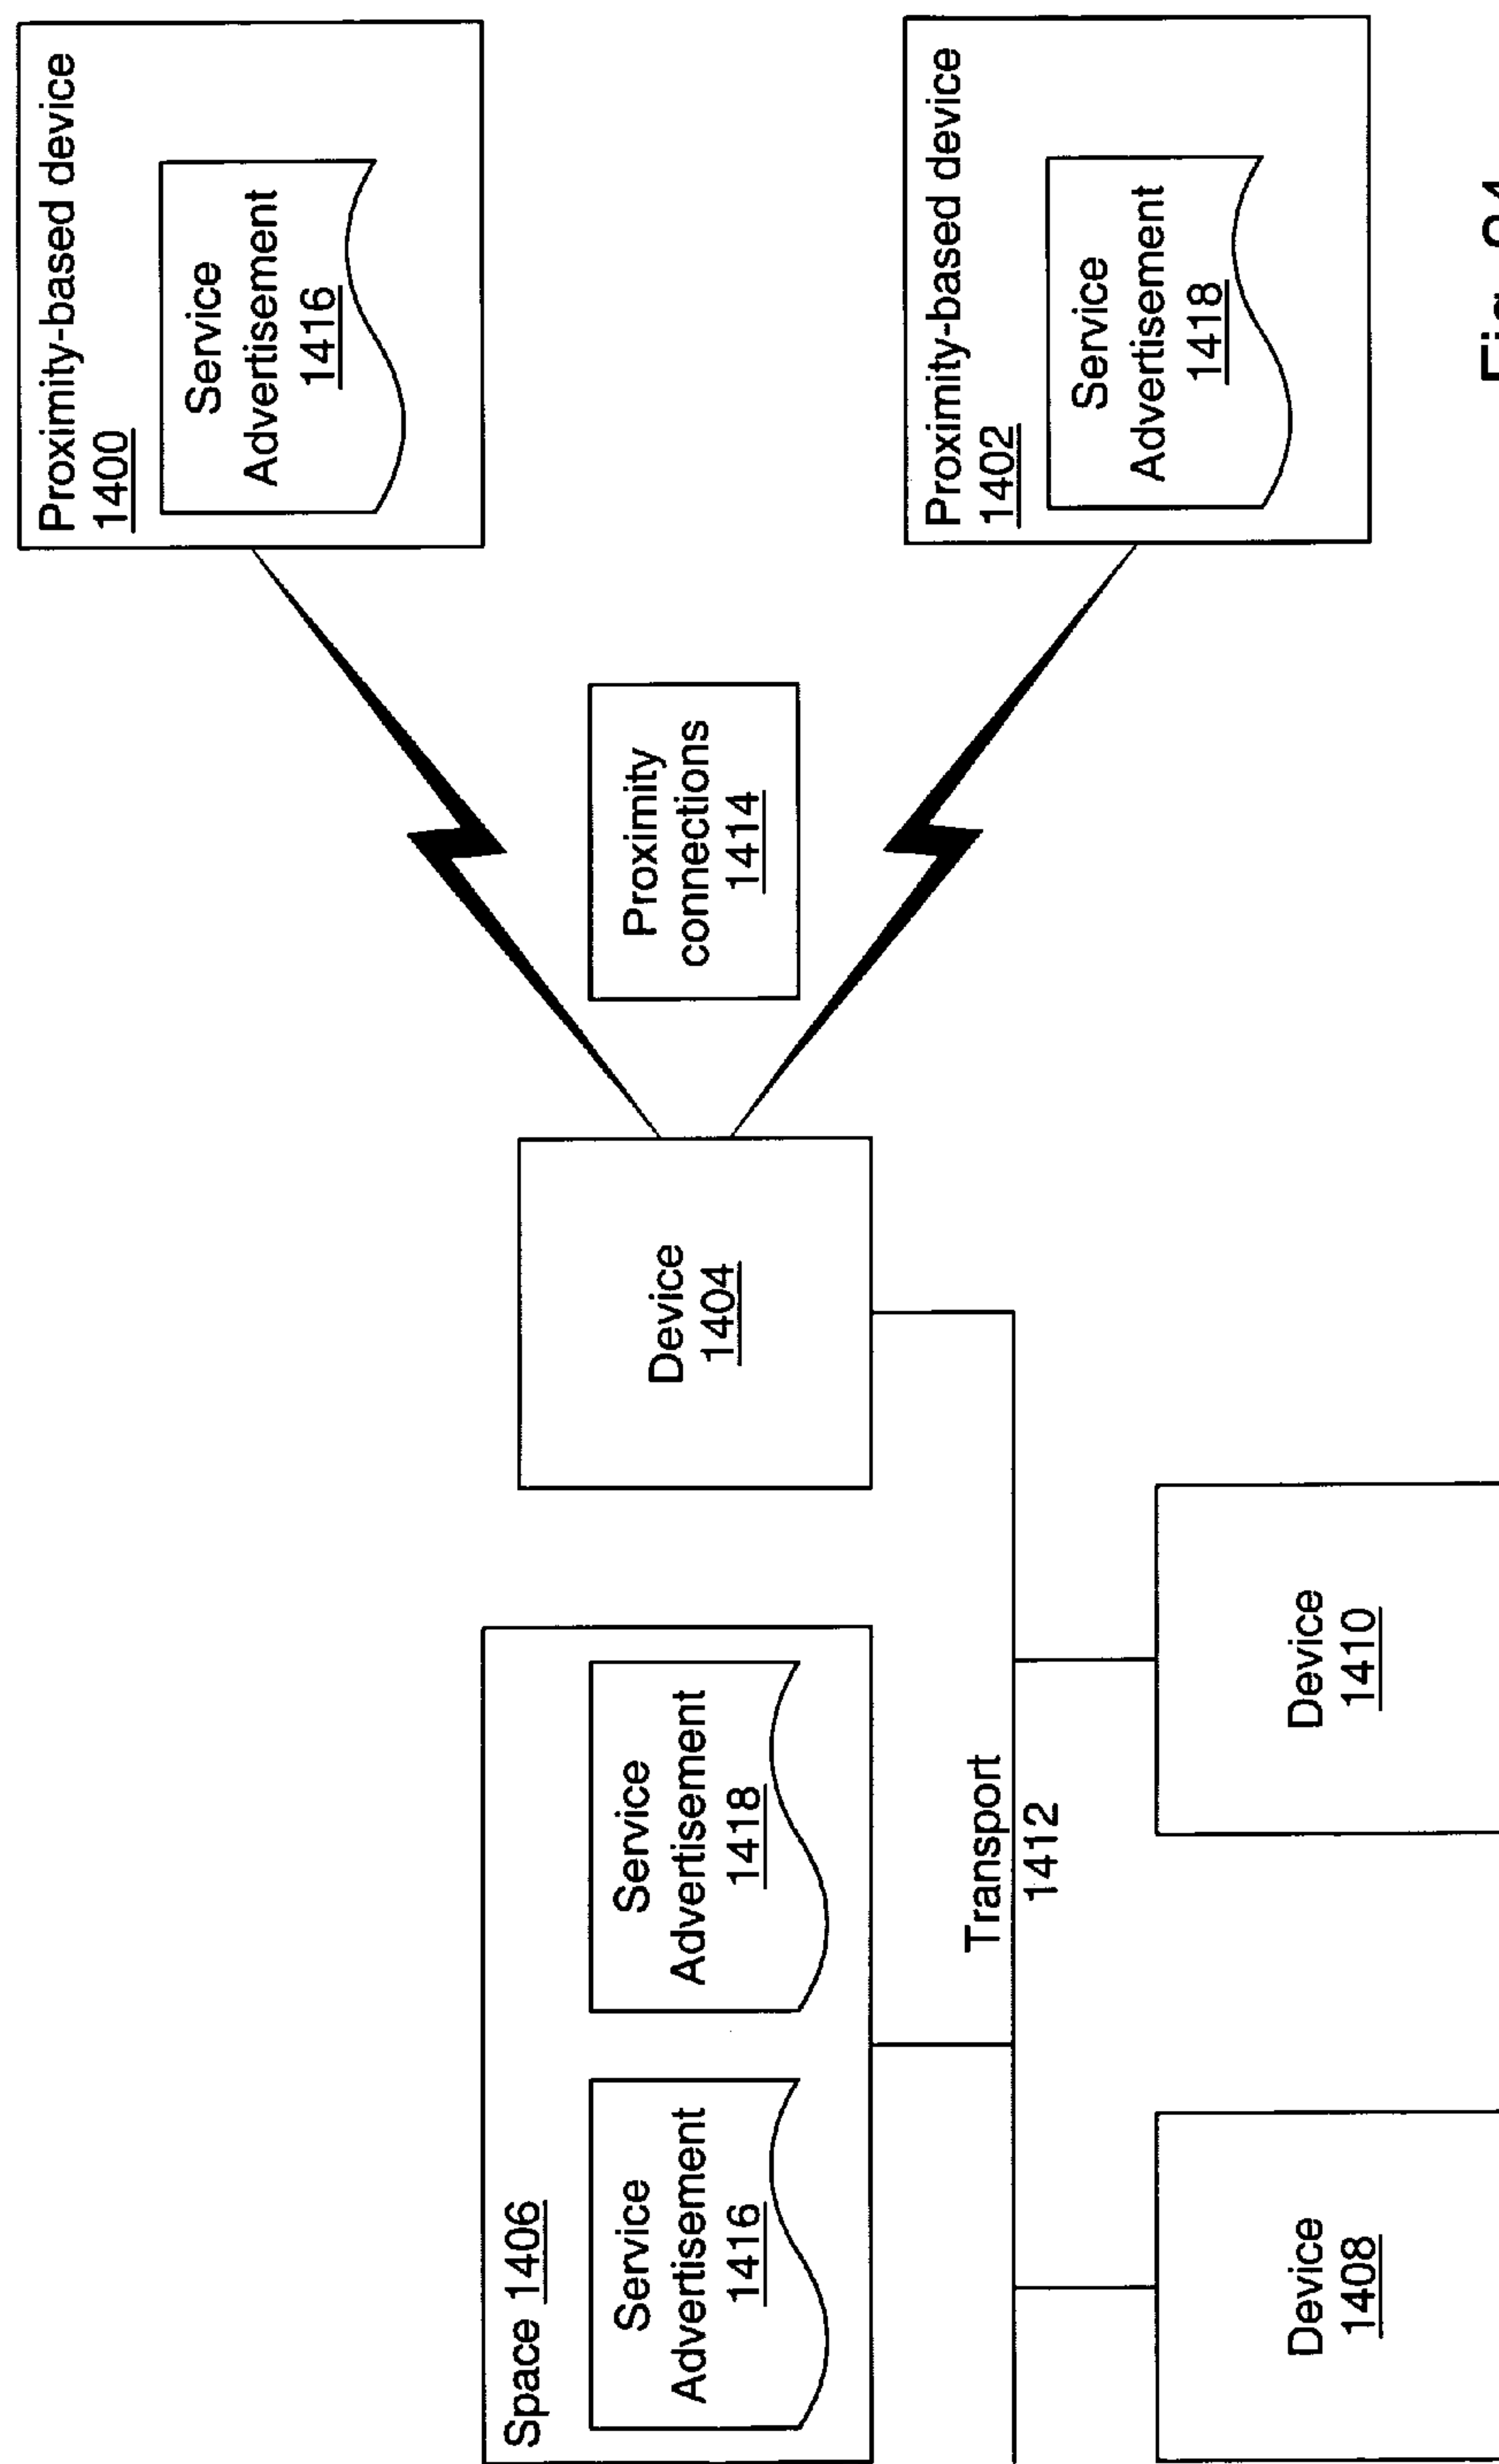 Proximity-based device
1400
Service
Advertisement
1416
Space 1406
Service
Advertisement
1416
Service
Advertisement
1418
Device
1404
Proximity
connections
1414
Transport
1412
Proximity-based device
1402
Service
Advertisement
1418
Device
1408
Device
1410
Fig.